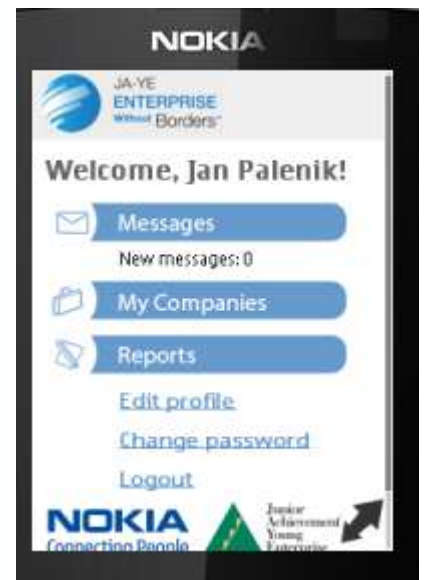 NOKIA
JA-YE
ENTERPRISE
Without Borders™
Welcome, Jan Palenik!
Messages
New messages: 0
My Companies
Reports
Edit profile
Change password
Logout
NOKIA
Connecting People
Junior
Achievement
Young
Enterprise